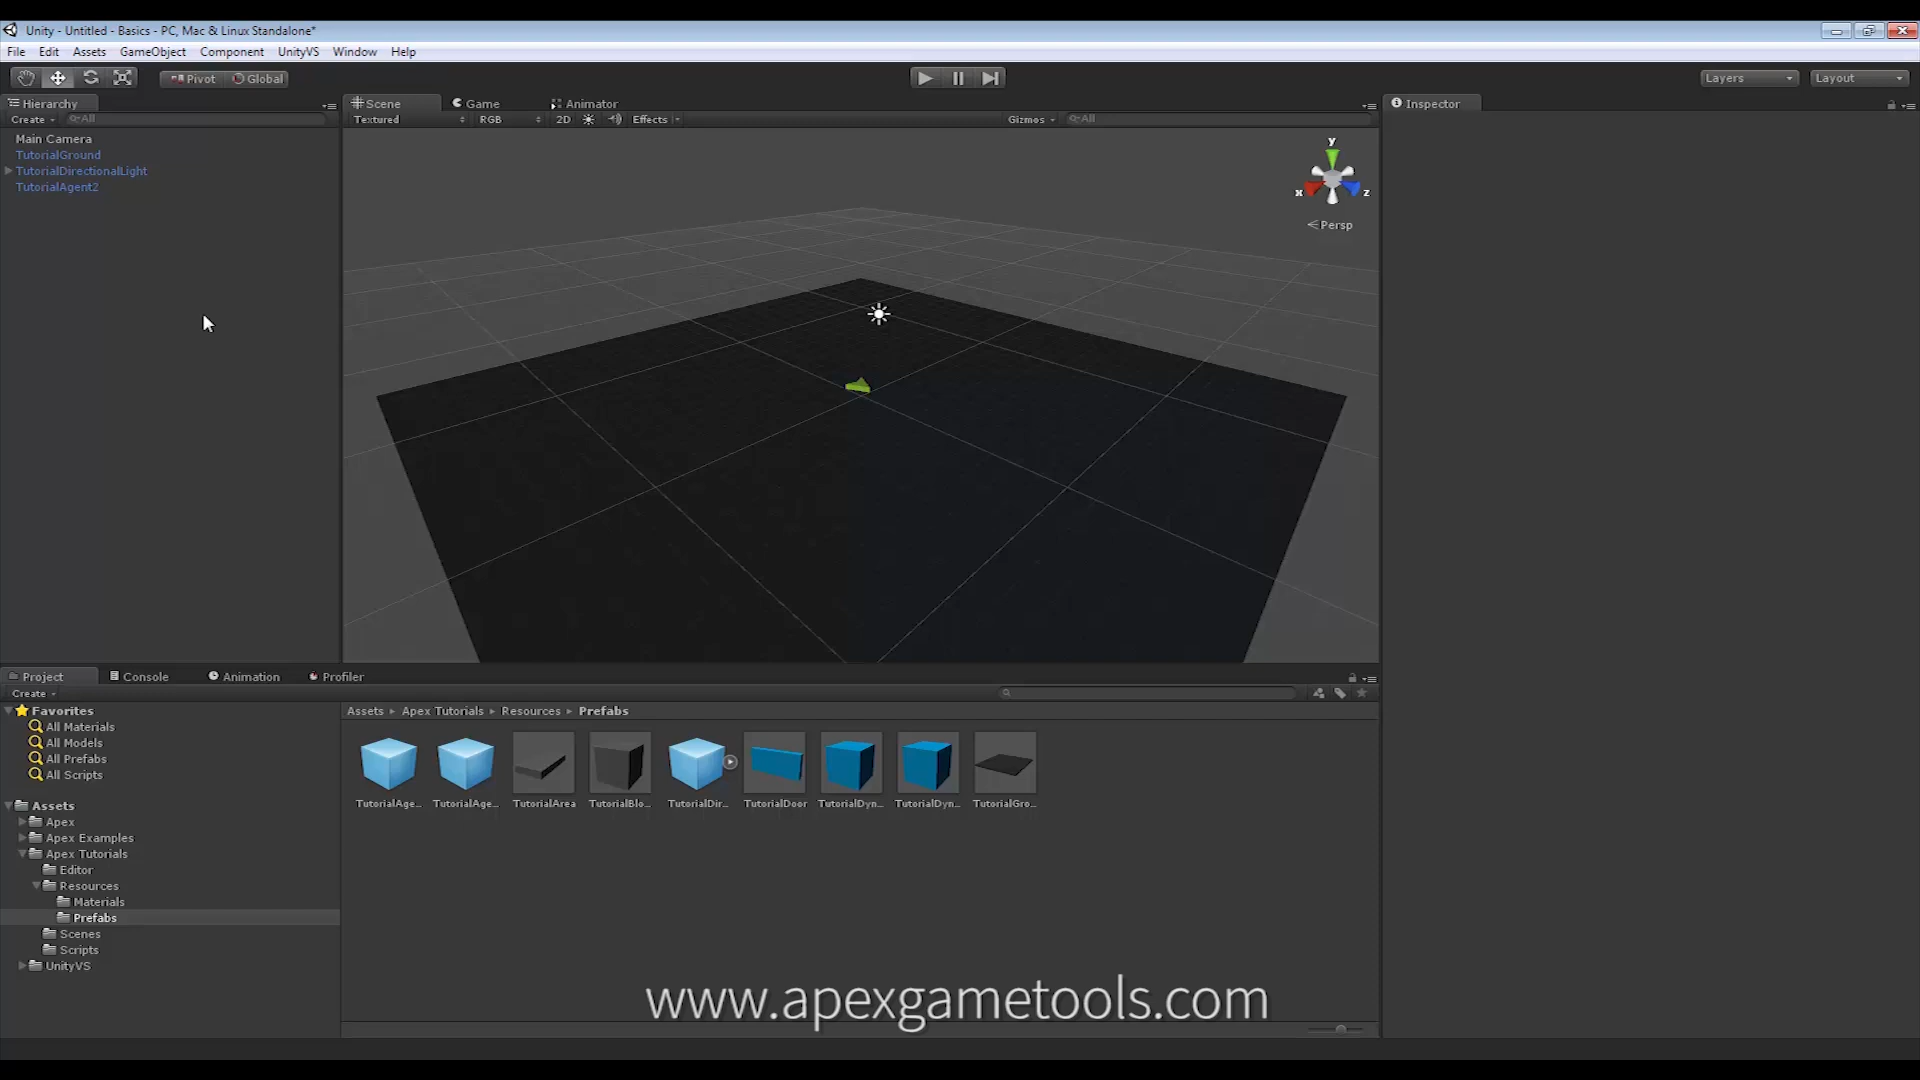 Unity - Untitled - Basics - PC, Mac & Linux Standalone*
File Edit Assets GameObject Component UnityVS Window Help
Pivot Global Layers Layout
Hierarchy Scene Game Animator Inspector
Create All Textured RGB 2D Effects Gizmos All
Main Camera
TutorialGround
TutorialDirectionalLight
TutorialAgent2
y
x z
Persp
Project Console Animation Profiler
Create
Favorites
All Materials
All Models
All Prefabs
All Scripts
Assets
Apex
Apex Examples
Apex Tutorials
Editor
Resources
Materials
Prefabs
Scenes
Scripts
UnityVS
Assets Apex Tutorials Resources Prefabs
TutorialAge... TutorialAge... TutorialArea TutorialBlo... TutorialDir... TutorialDoor TutorialDyn... TutorialDyn... TutorialGro...
www.apexgametools.com